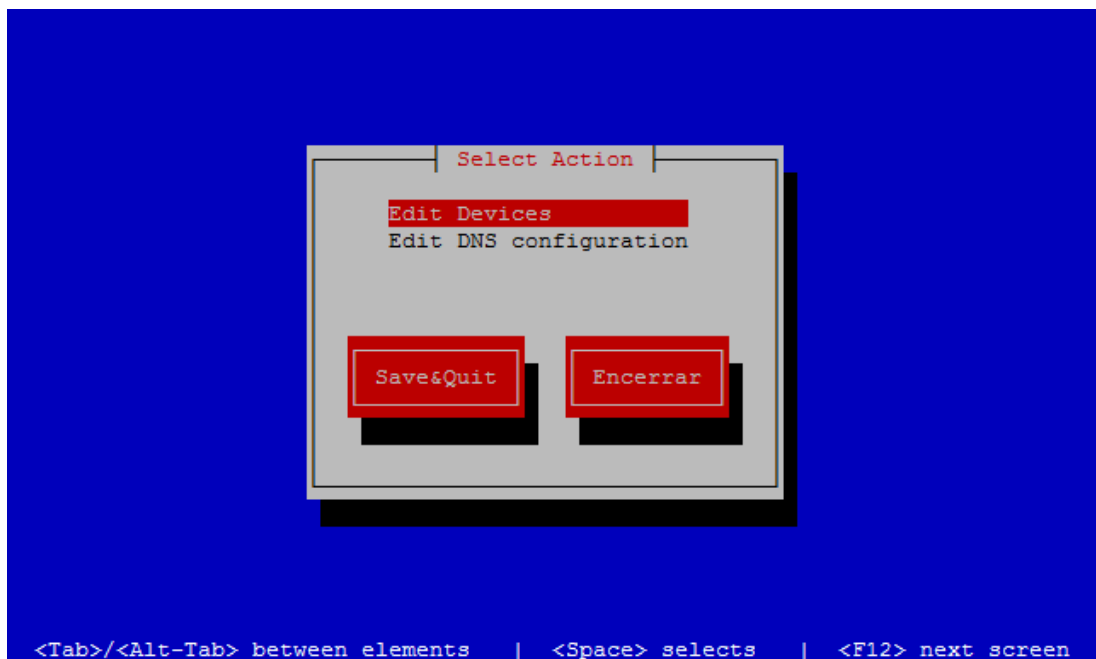 Select Action
Edit Devices
Edit DNS configuration
Save&Quit
Encerrar
<Tab>/<Alt-Tab> between elements | <Space> selects | <F12> next screen